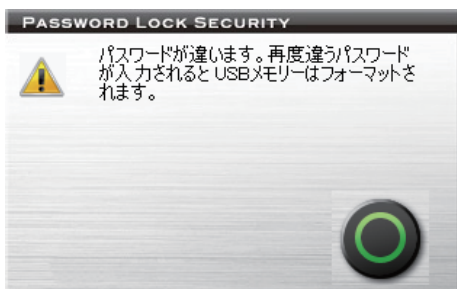 PASSWORD LOCK SECURITY
パスワードが違います。再度違うパスワード
が入力されるとUSBメモリーはフォーマットさ
れます。